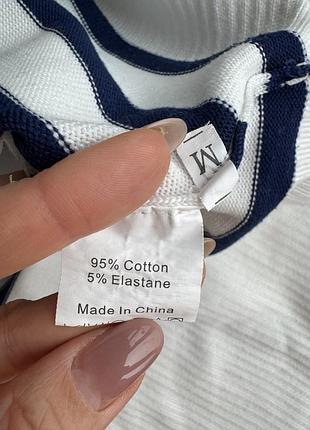 M
95% Cotton
5% Elastane
Made In China